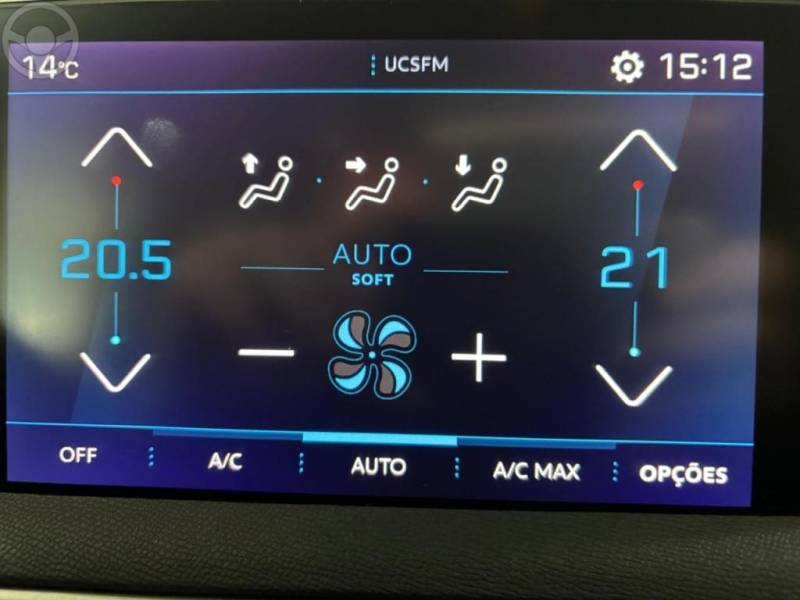 14°C
UCSFM
15:12
20.5
AUTO
SOFT
21
OFF
A/C
AUTO
A/C MAX
OPÇÕES